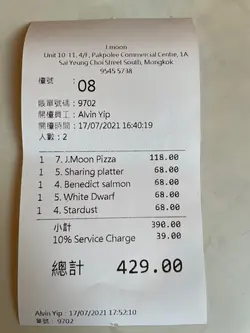 J.moon
Unit 10-11, 4/F, Pakpolee Commercial Centre, 1A
Sai Yeung Choi Street South, Mongkok
9545 5738
檯號 : 08
賬單號碼 : 9702
開檯員工 : Alvin Yip
開檯時間 : 17/07/2021 16:40:19
人數 : 2
1 7. J.Moon Pizza 118.00
1 5. Sharing platter 68.00
1 4. Benedict salmon 68.00
1 5. White Dwarf 68.00
1 4. Stardust 68.00
小計 390.00
10% Service Charge 39.00
總計 429.00
Alvin Yip : 17/07/2021 17:52:10
單號 : 9702